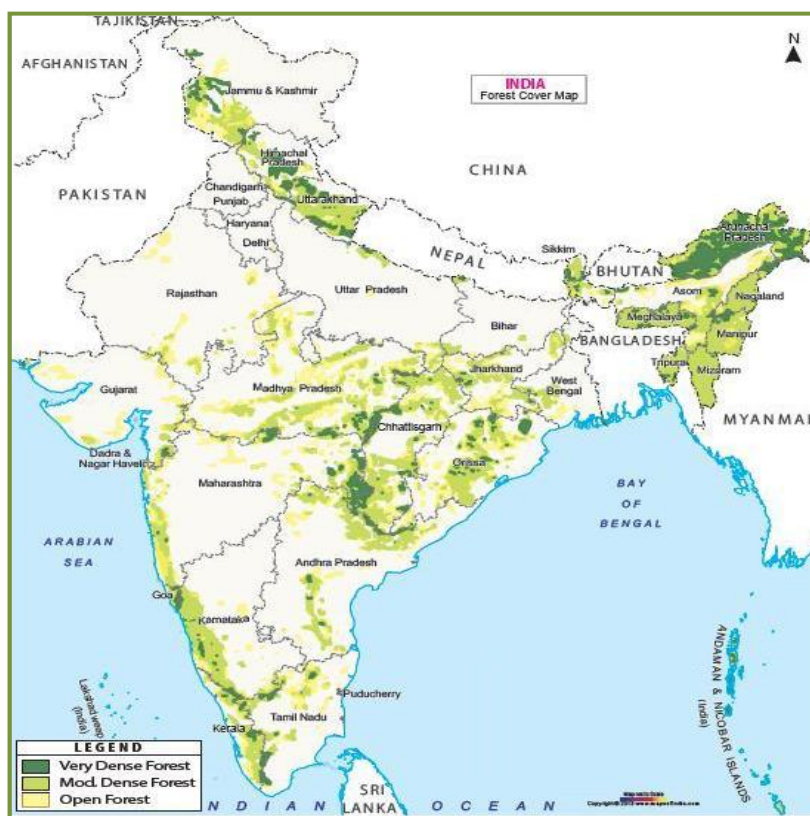 TAJIKISTAN
AFGHANISTAN
N
INDIA
Forest Cover Map
Jammu & Kashmir
CHINA
Himachal
Pradesh
PAKISTAN
Chandigarh
Punjab
Uttarakhand
Haryana
Delhi
Arunachal
Pradesh
NEPAL
Sikkim
BHUTAN
Rajasthan
Uttar Pradesh
Asom
Nagaland
Meghalaya
Bihar
Manipur
BANGLADESH
Tripura
Mizoram
Jharkhand
West
Bengal
Gujarat
Madhya Pradesh
MYANMAR
Chhattisgarh
Dadra &
Nagar Haveli
Orissa
Maharashtra
BAY
OF
BENGAL
ARABIAN
SEA
Andhra Pradesh
Goa
Karnataka
ANDAMAN & NICOBAR ISLANDS
(India)
Lakshadweep
(India)
Puducherry
Tamil Nadu
Kerala
LEGEND
Very Dense Forest
Mod. Dense Forest
Open Forest
SRI
LANKA
INDIAN OCEAN